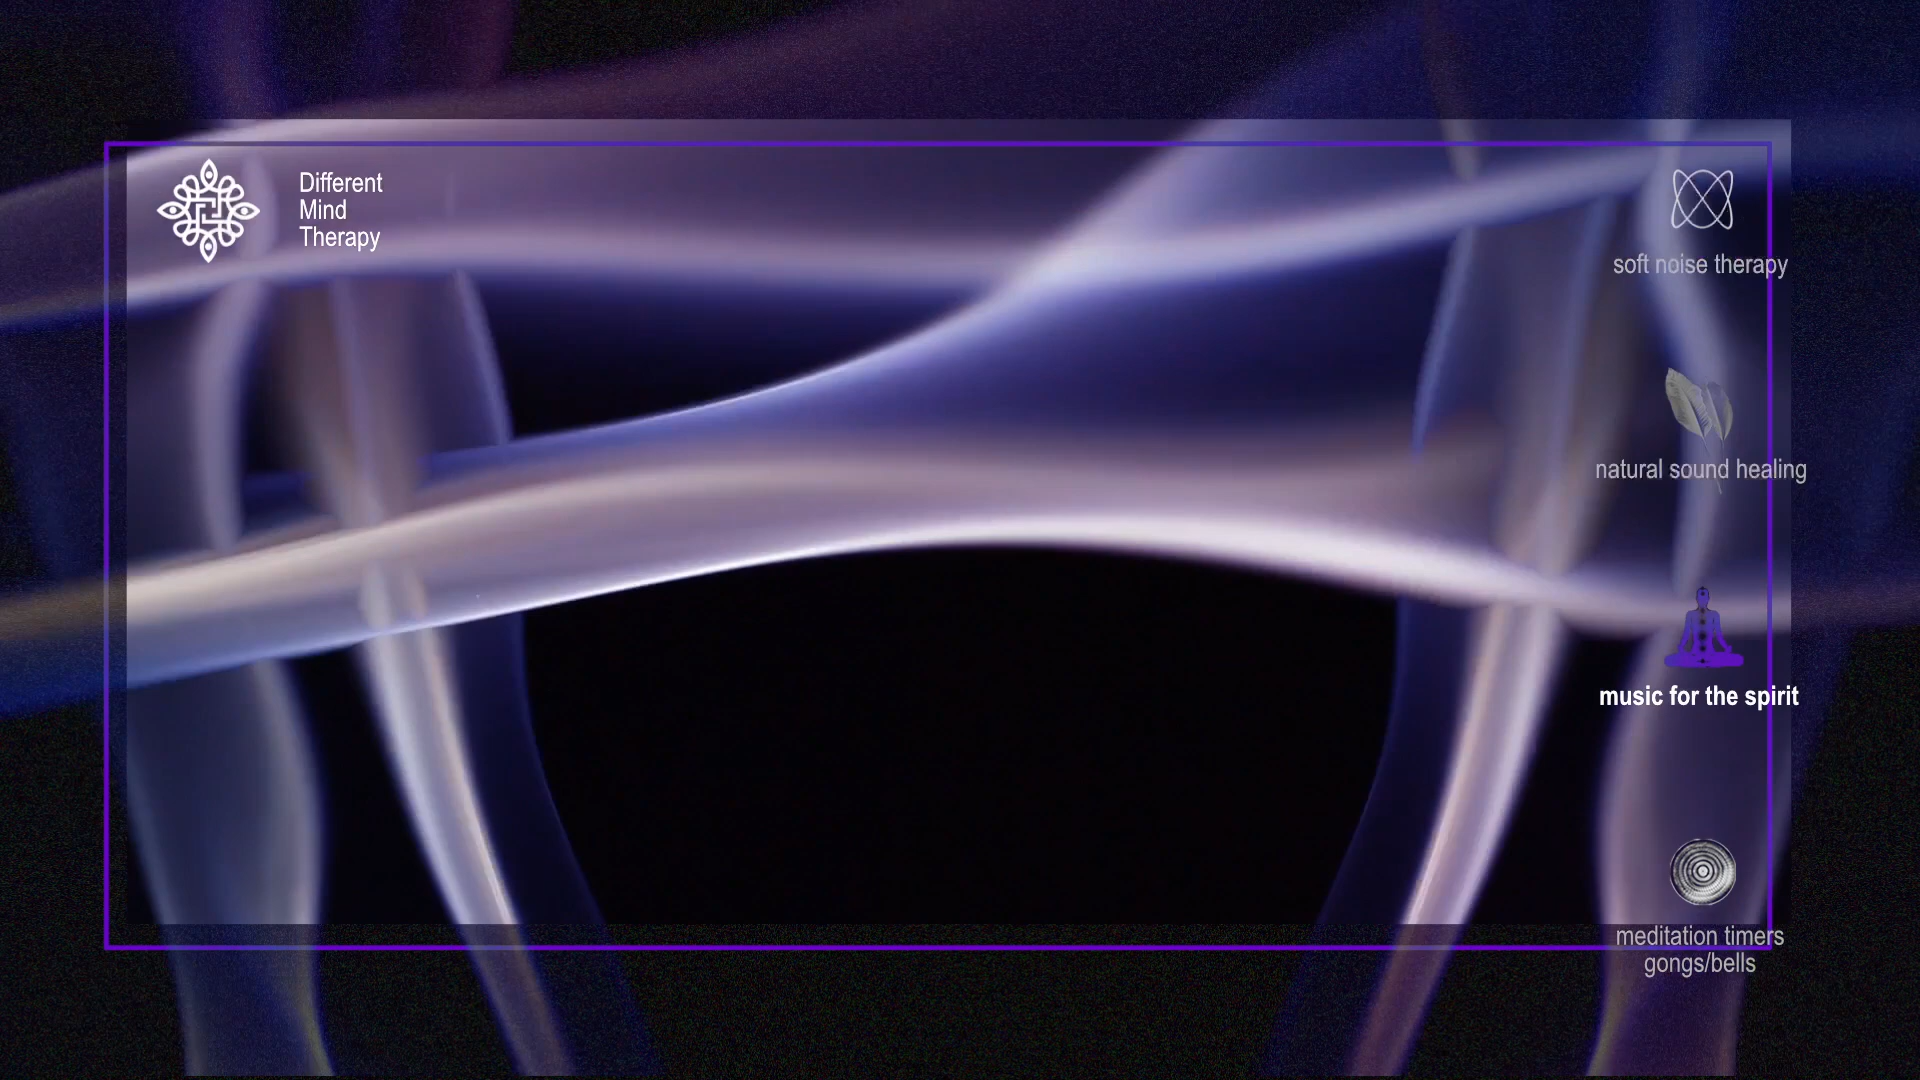 Different
Mind
Therapy
soft noise therapy
natural sound healing
music for the spirit
meditation timers
gongs/bells